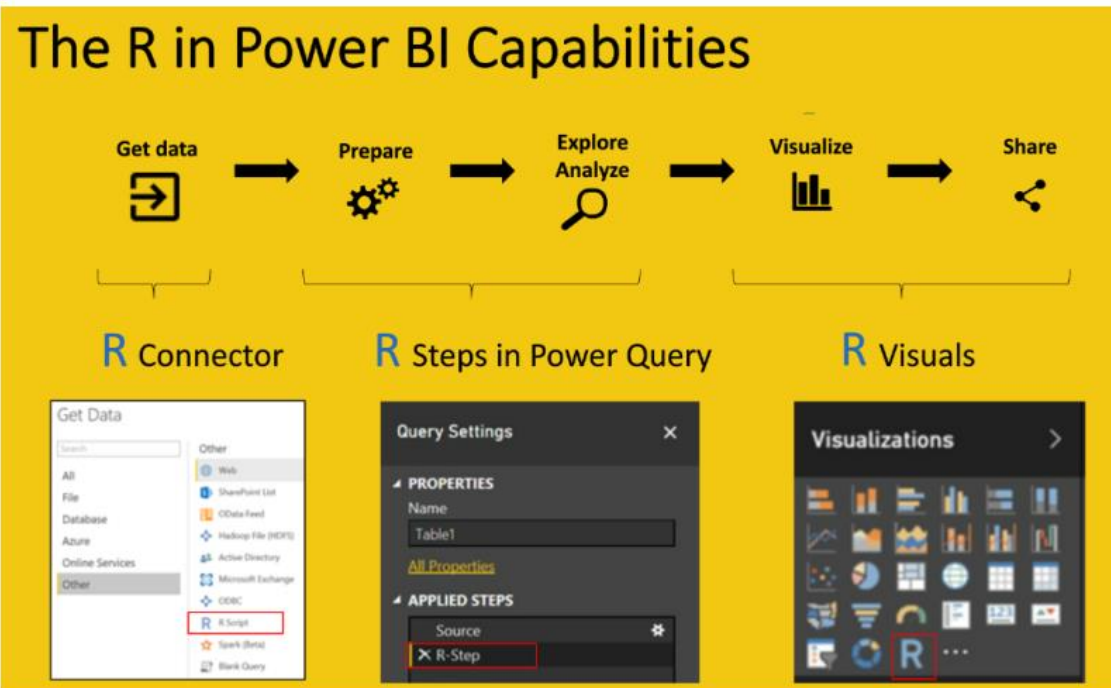 The R in Power BI Capabilities
Get data
Prepare
Explore
Analyze
Visualize
Share
R Connector
R Steps in Power Query
R Visuals
Get Data
Search
All
File
Database
Azure
Online Services
Other
Other
Web
SharePoint List
OData Feed
Hadoop File (HDFS)
Active Directory
Microsoft Exchange
ODBC
R R Script
Spark (Beta)
Blank Query
Query Settings
PROPERTIES
Name
Table1
All Properties
APPLIED STEPS
Source
R-Step
Visualizations
123
R